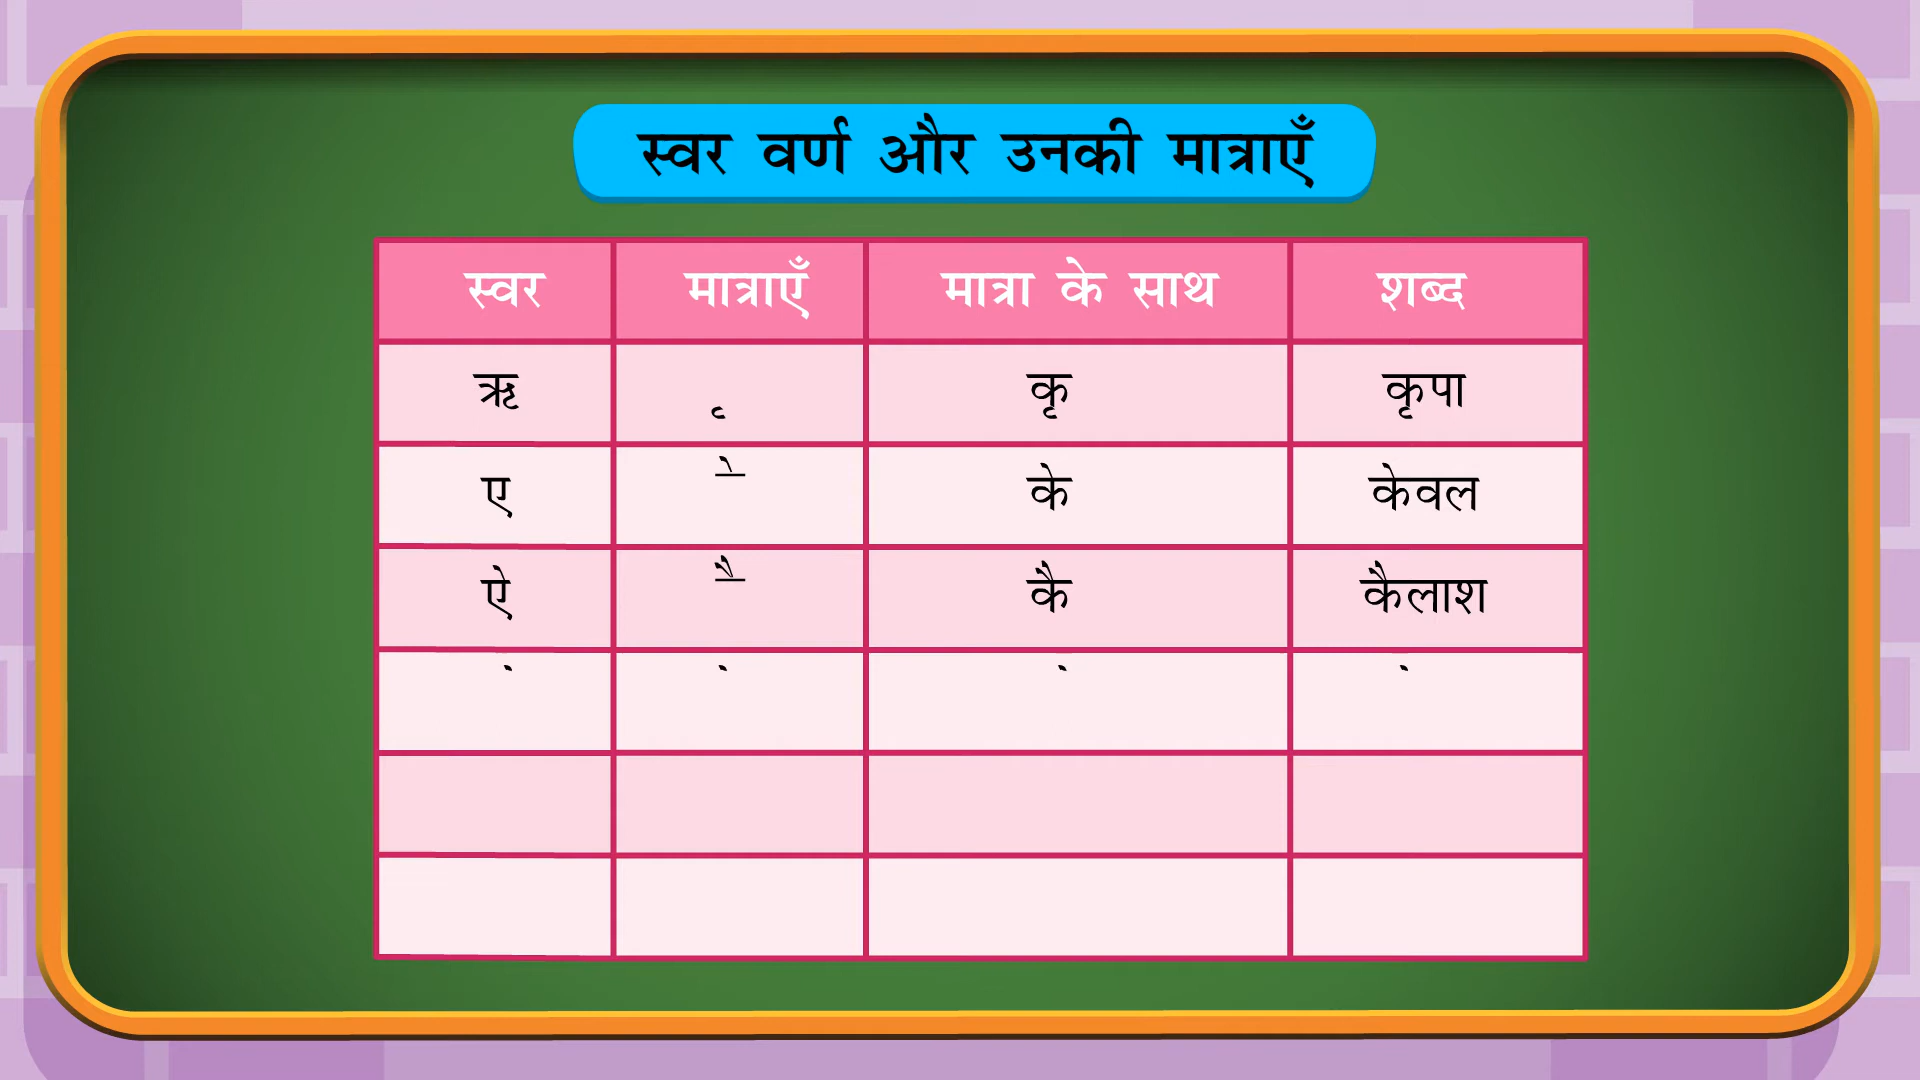 स्वर वर्ण और उनकी मात्राएँ
स्वर मात्राएँ मात्रा के साथ शब्द
ऋ ृ कृ कृपा
ए े के केवल
ऐ ै कै कैलाश